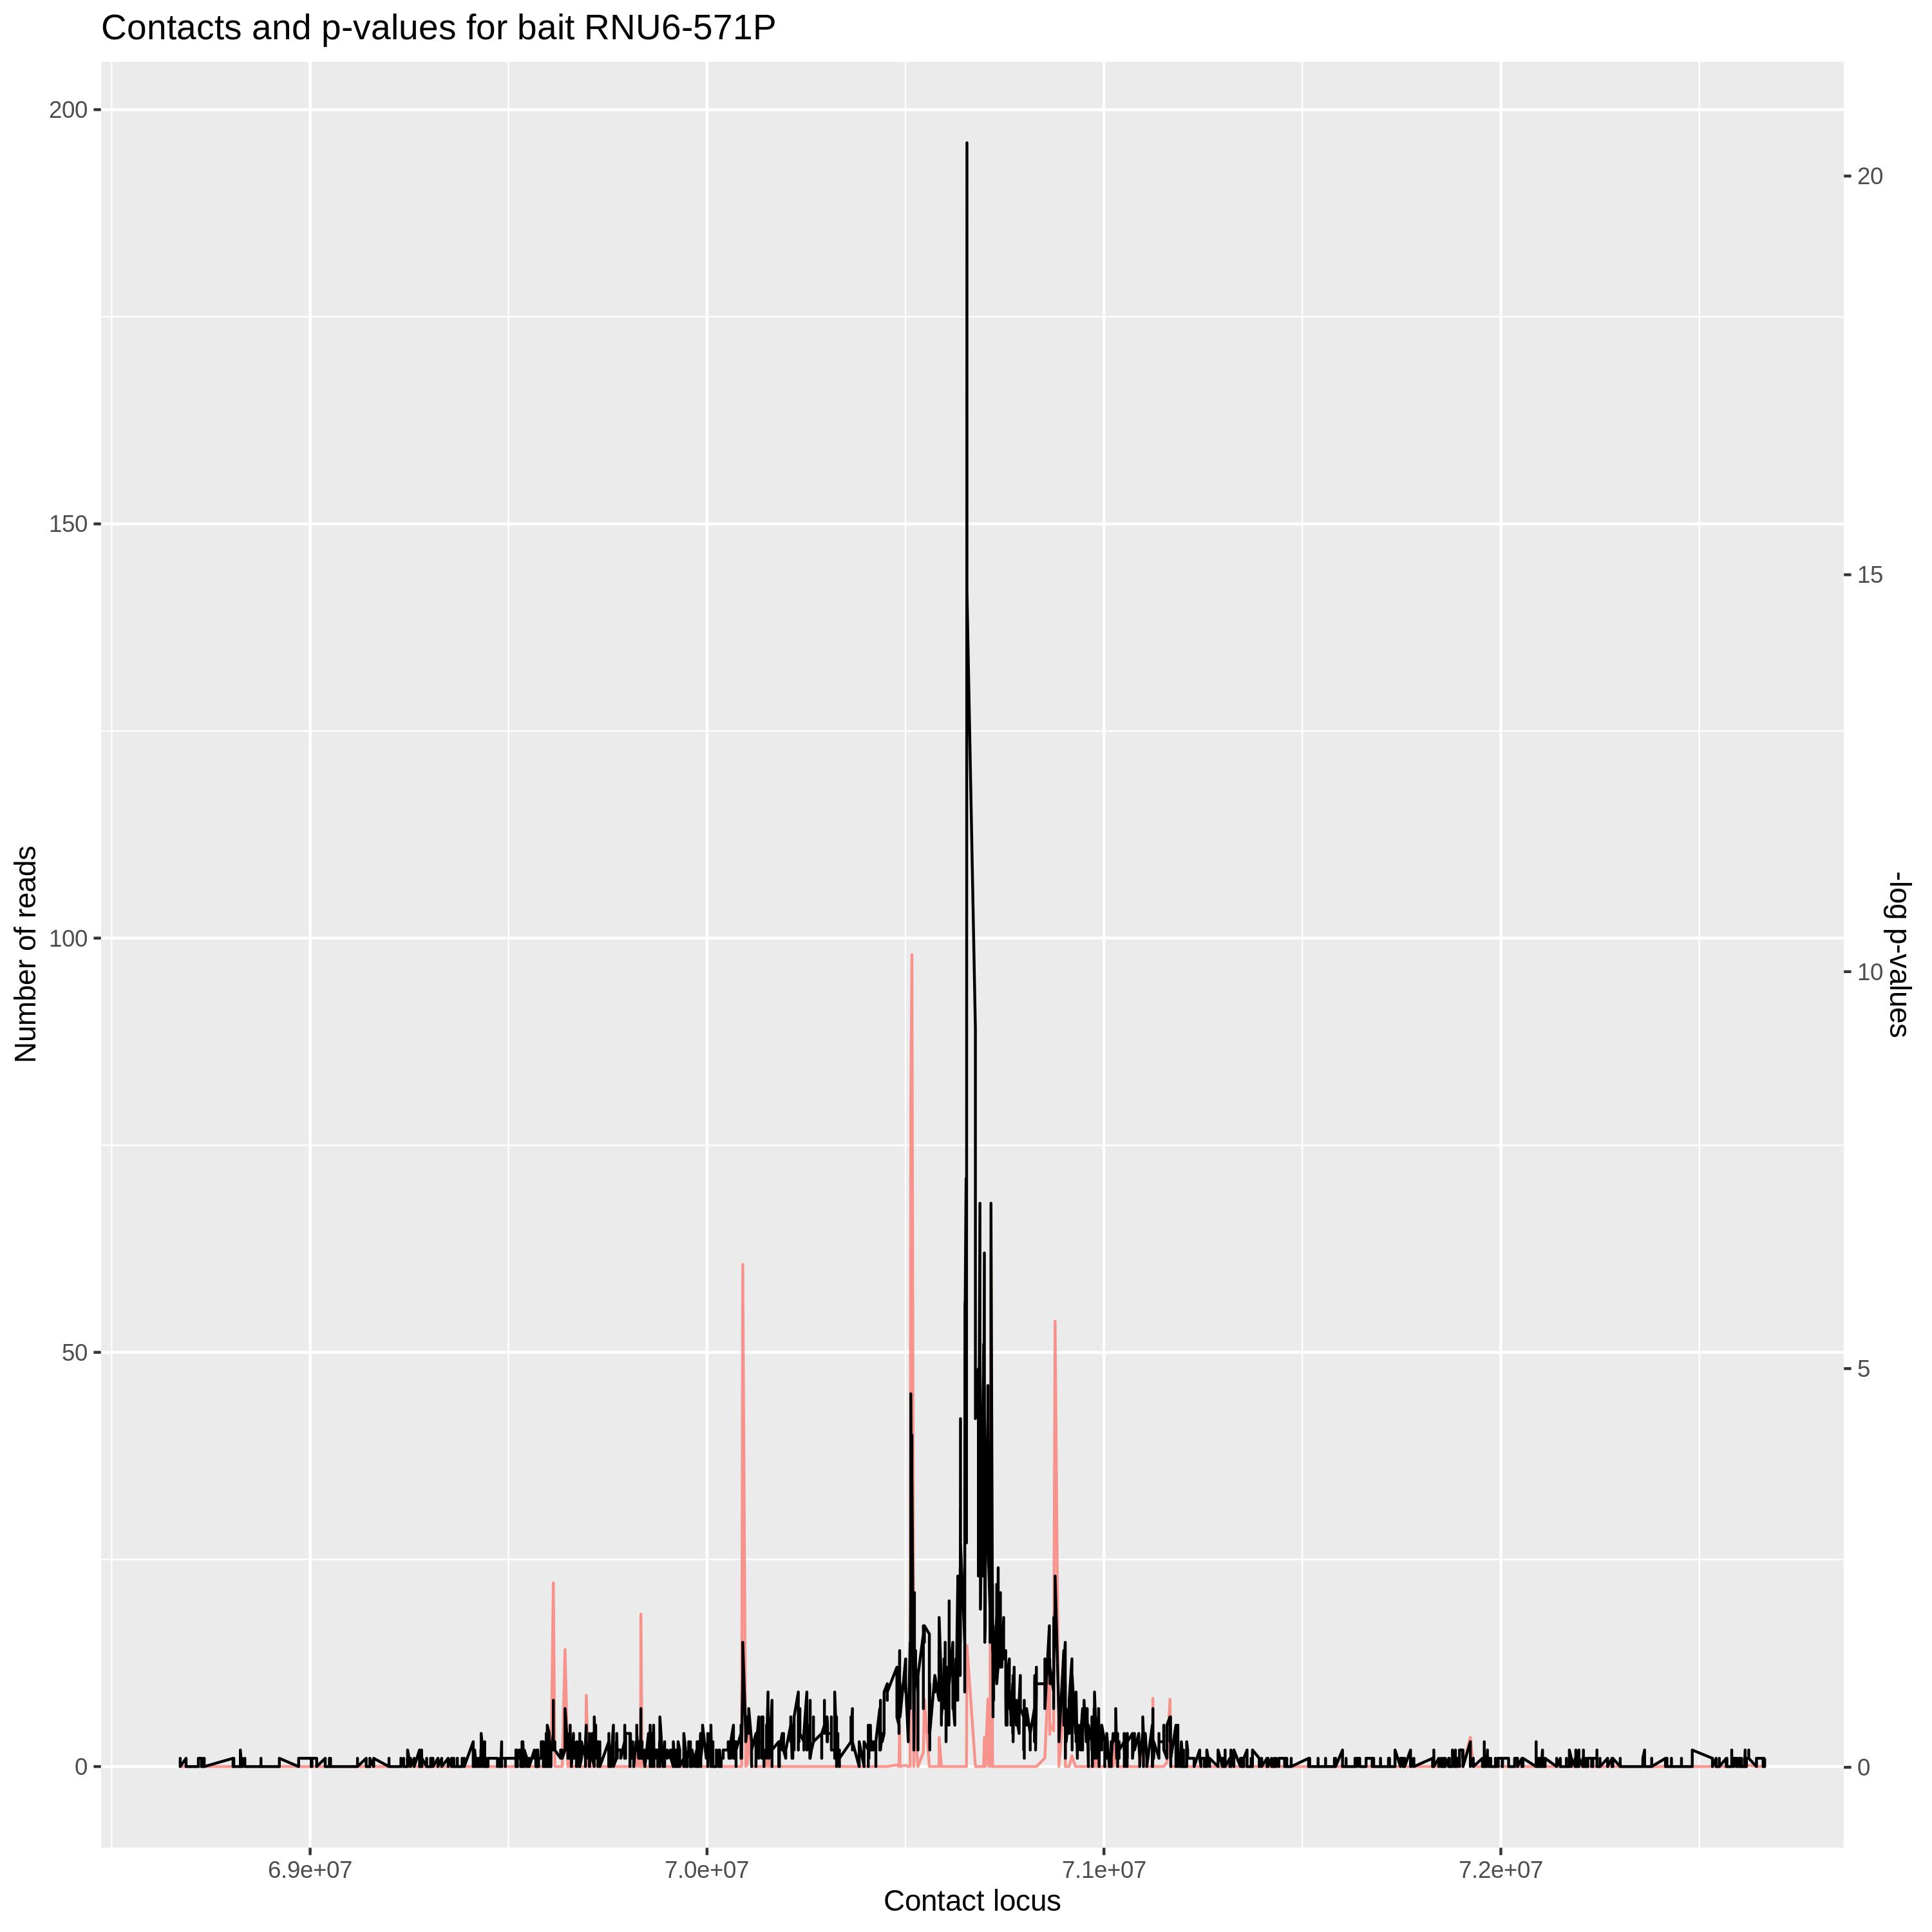 Contacts and p-values for bait RNU6-571P
200
150
100
50
0
20
15
10
5
0
Number of reads
-log p-values
6.9e+07
7.0e+07
7.1e+07
7.2e+07
Contact locus